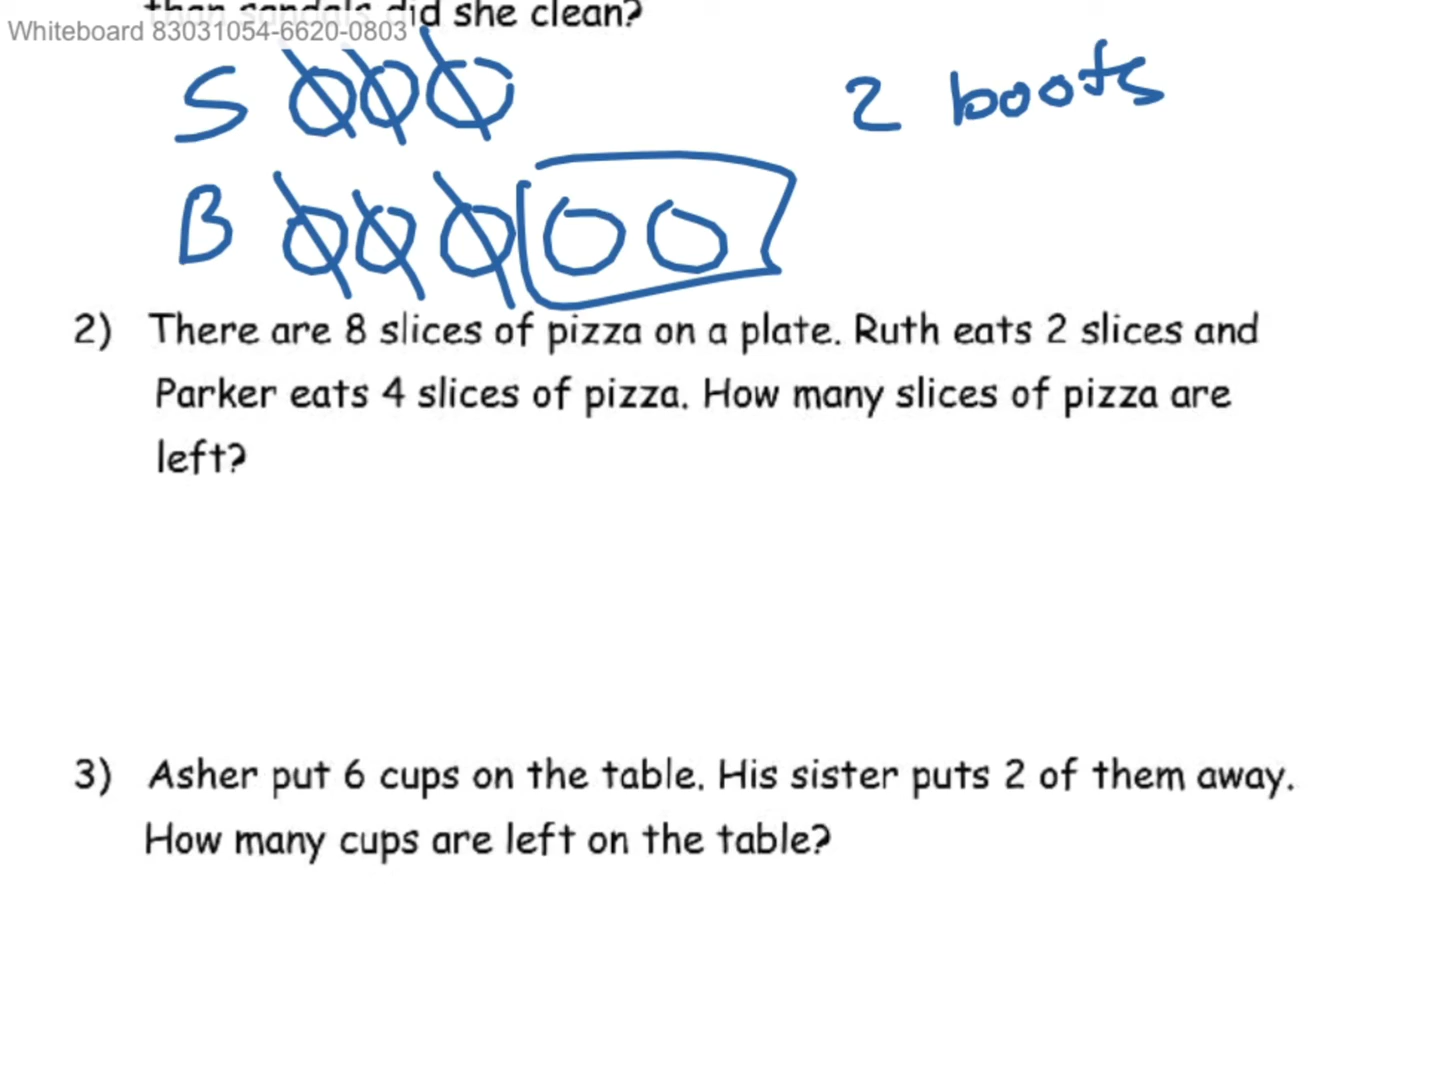 than sandals did she clean?
Whiteboard 83031054-6620-0803
S
2 boots
B
2) There are 8 slices of pizza on a plate. Ruth eats 2 slices and
Parker eats 4 slices of pizza. How many slices of pizza are
left?
3) Asher put 6 cups on the table. His sister puts 2 of them away.
How many cups are left on the table?